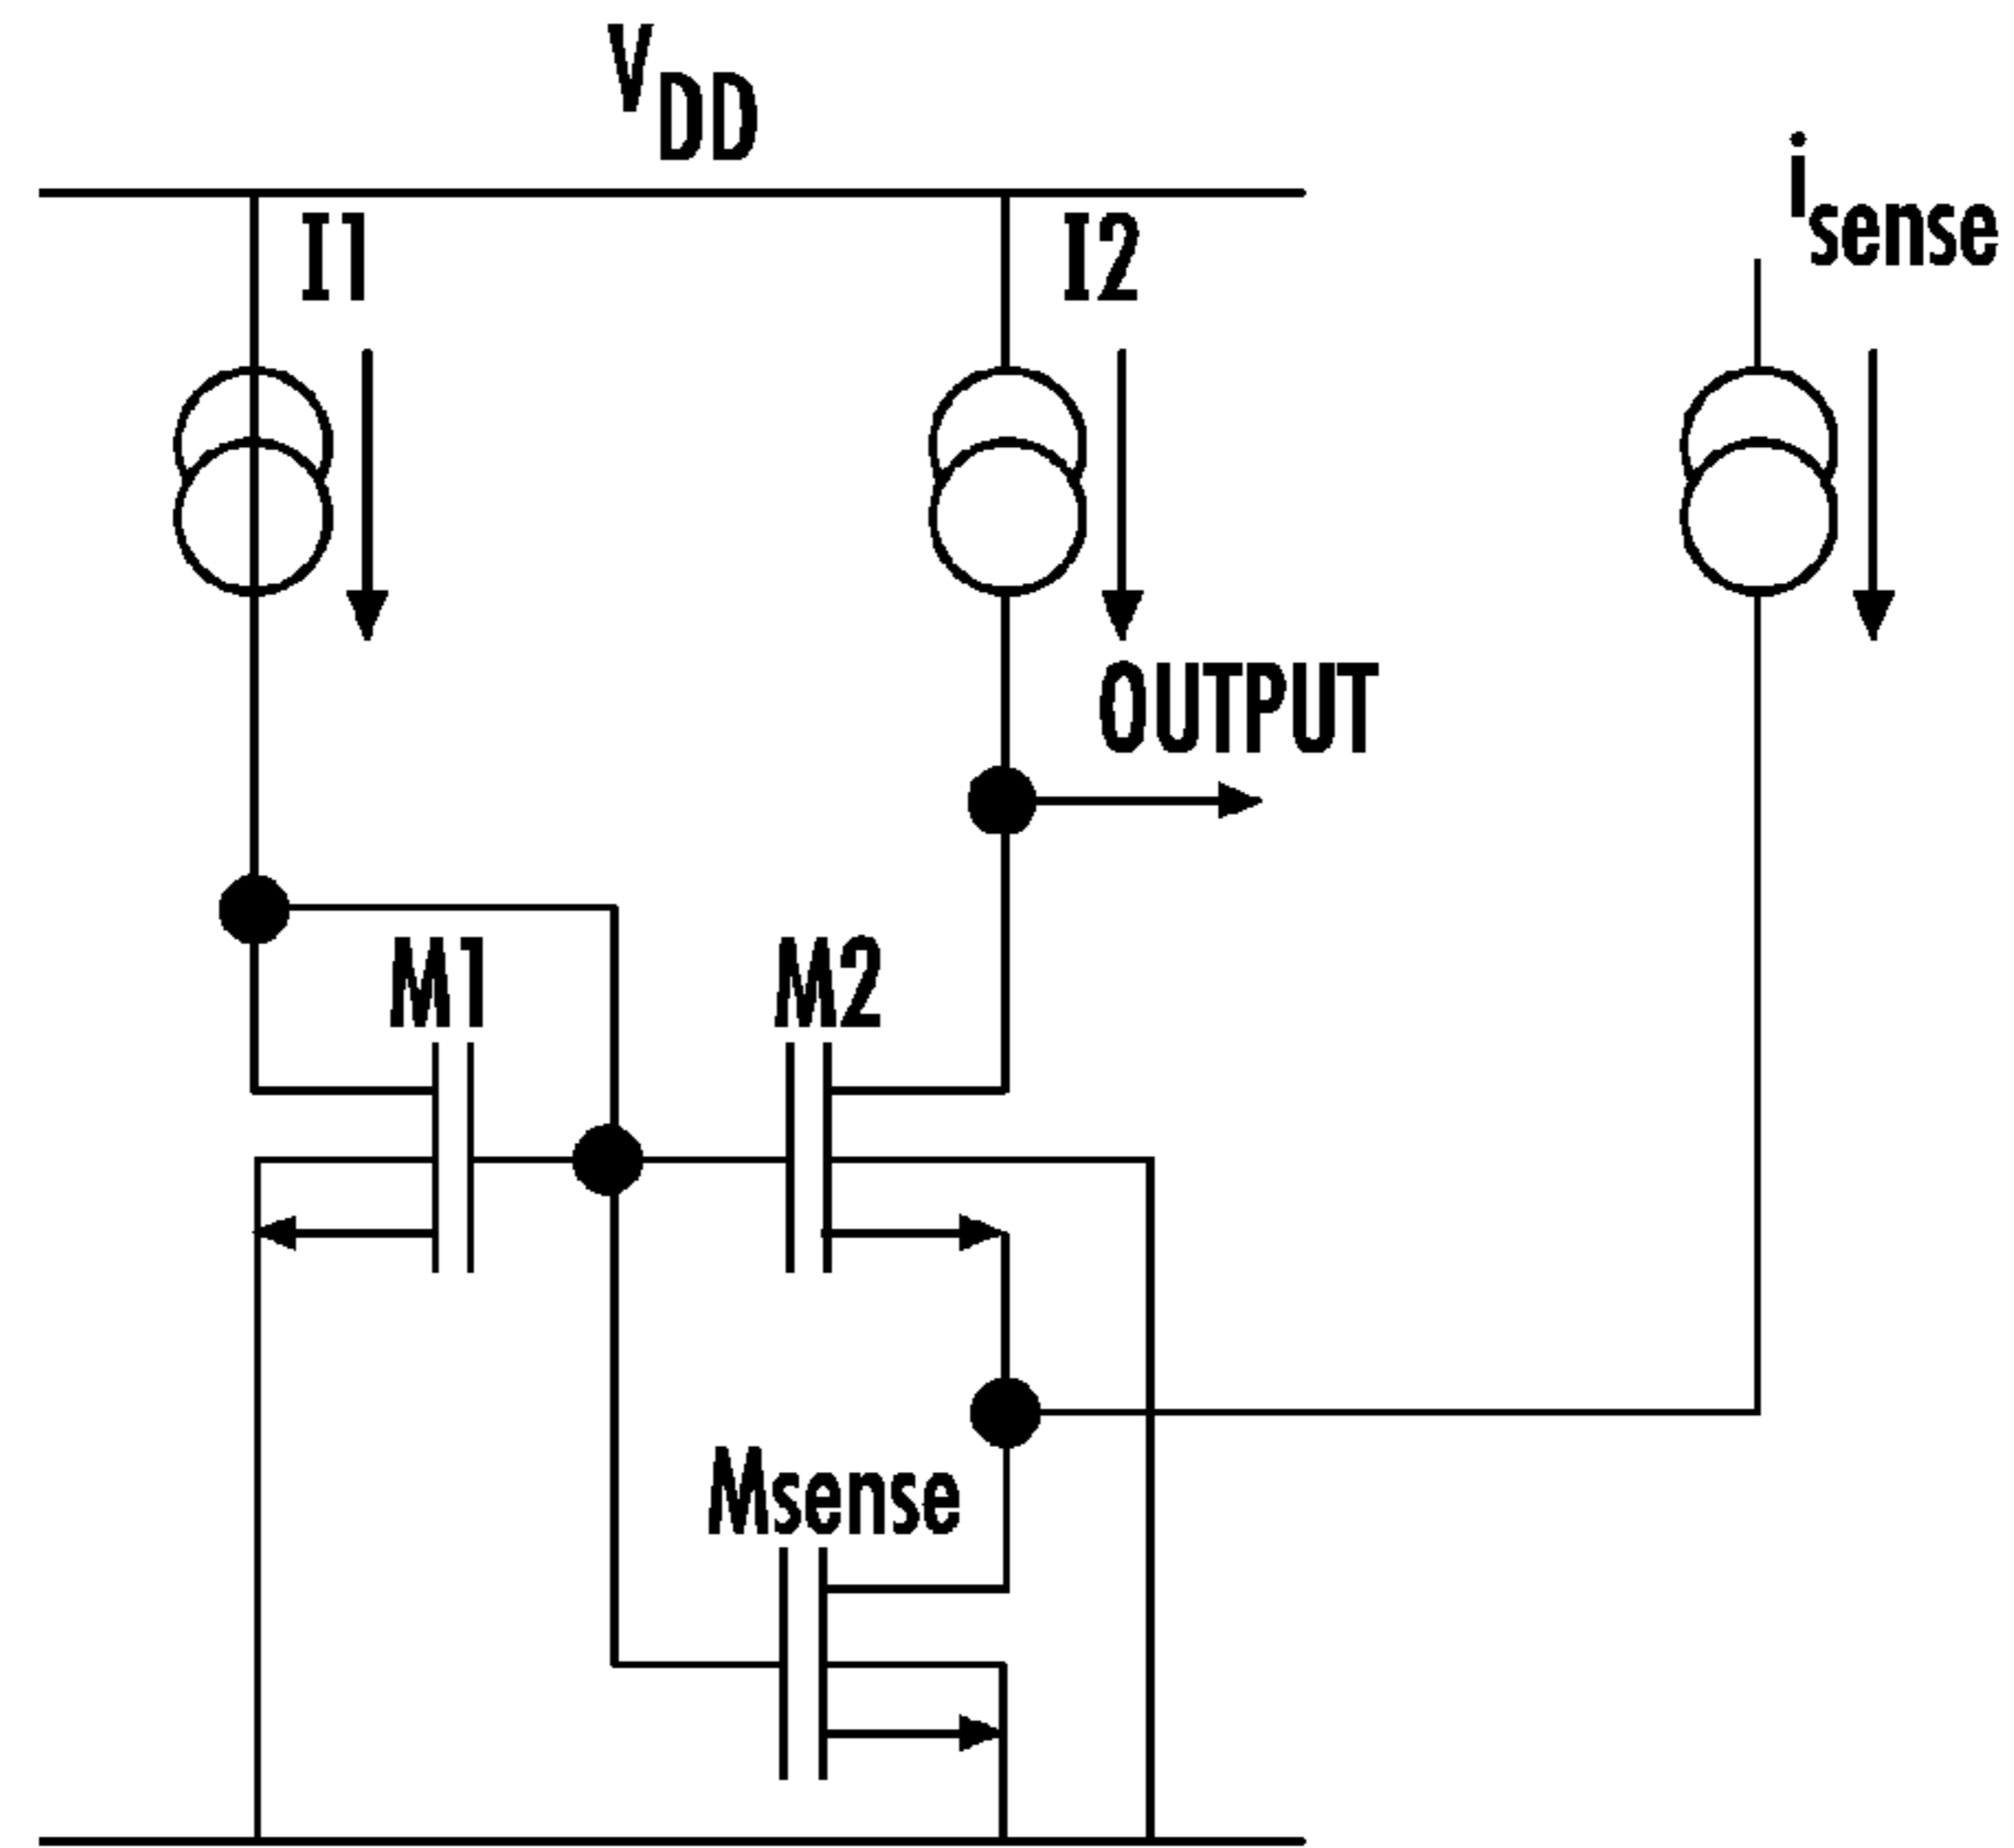 VDD
isense
I1
I2
OUTPUT
M1
M2
Msense